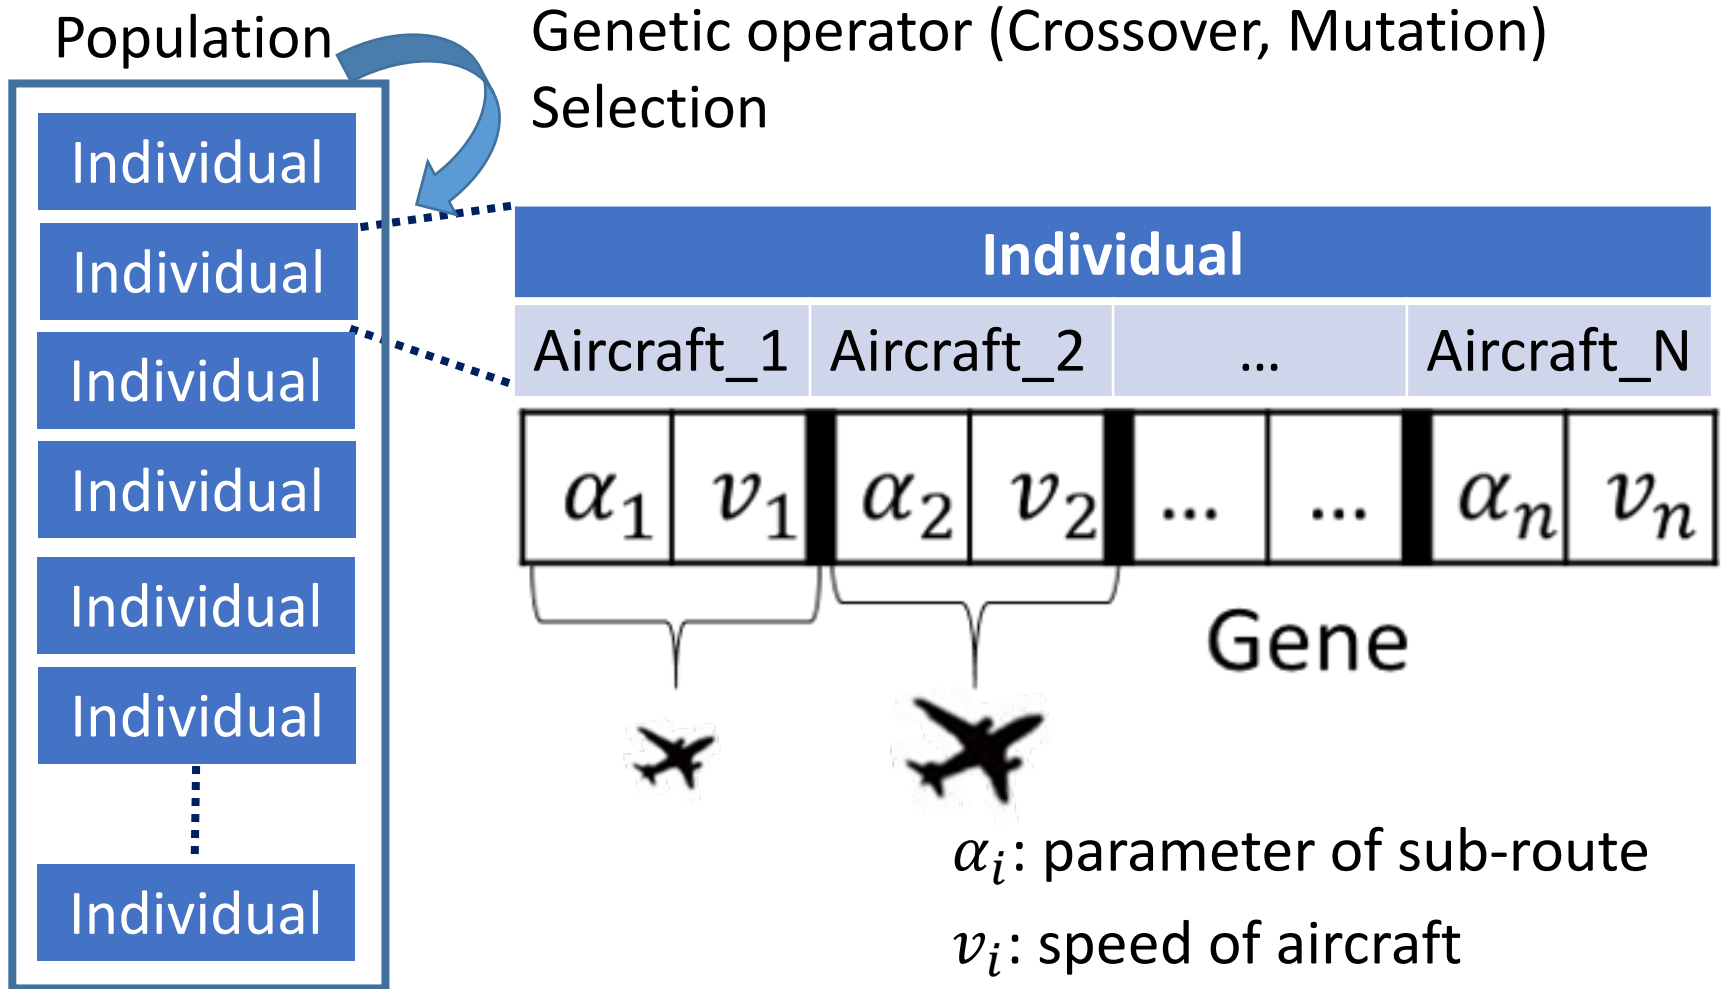 Population
Genetic operator (Crossover, Mutation)
Selection
Individual
Individual
Individual
Individual
Individual
Individual
Individual
Individual
Aircraft_1 Aircraft_2 ... Aircraft_N
α₁ v₁ α₂ v₂ ... ... αₙ vₙ
Gene
αᵢ: parameter of sub-route
vᵢ: speed of aircraft